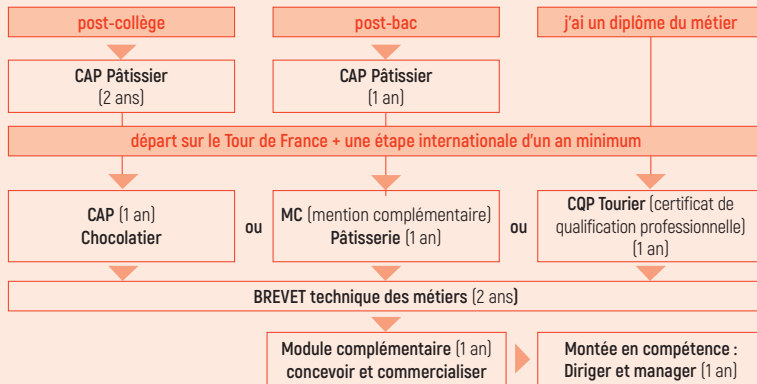 post-collège
post-bac
j'ai un diplôme du métier
CAP Pâtissier
(2 ans)
CAP Pâtissier
(1 an)
départ sur le Tour de France + une étape internationale d'un an minimum
CAP (1 an)
Chocolatier
ou
MC (mention complémentaire)
Pâtisserie (1 an)
ou
CQP Tourier (certificat de
qualification professionnelle)
(1 an)
BREVET technique des métiers (2 ans)
Module complémentaire (1 an)
concevoir et commercialiser
Montée en compétence :
Diriger et manager (1 an)